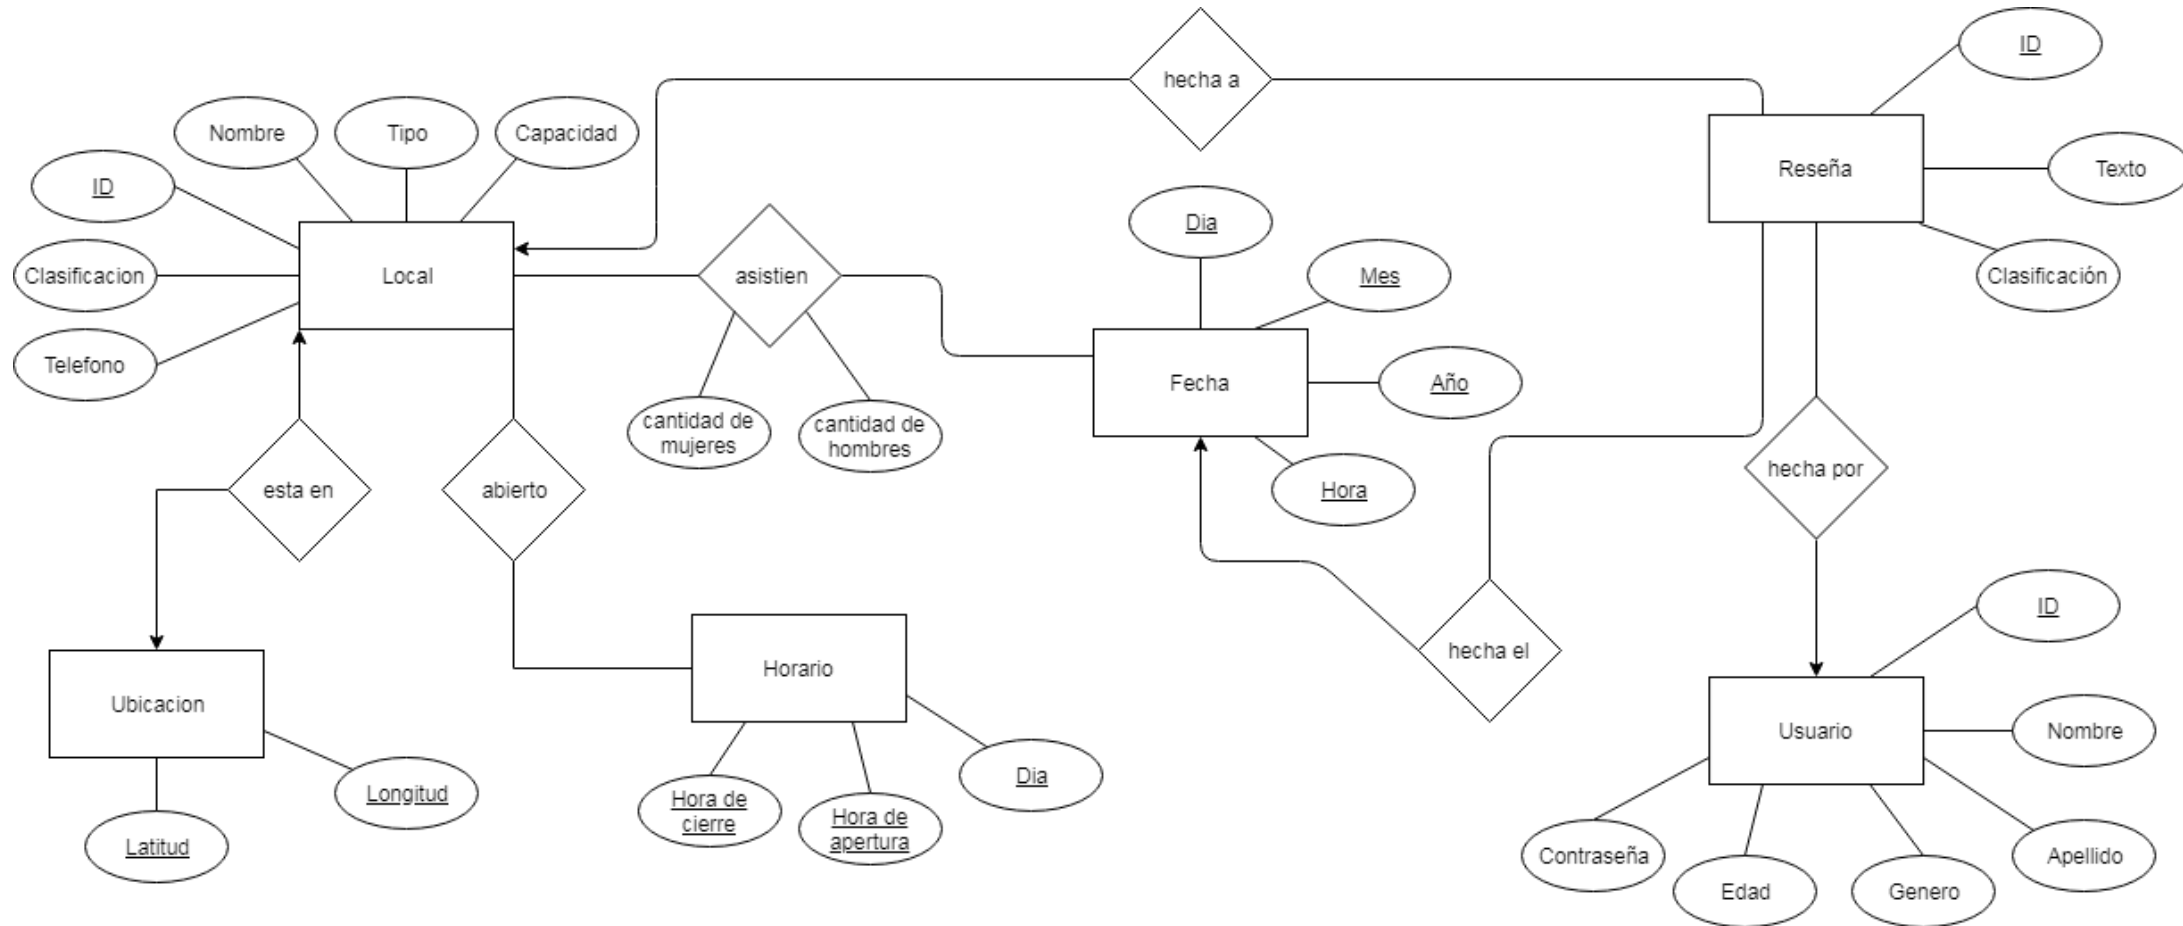 hecha a
ID
Nombre
Tipo
Capacidad
Reseña
Texto
ID
Dia
Clasificacion
Local
asistien
Mes
Clasificación
Telefono
Fecha
Año
cantidad de
mujeres
cantidad de
hombres
hecha por
esta en
abierto
Hora
ID
hecha el
Horario
Ubicacion
Usuario
Nombre
Dia
Longitud
Hora de
cierre
Hora de
apertura
Latitud
Contraseña
Apellido
Edad
Genero